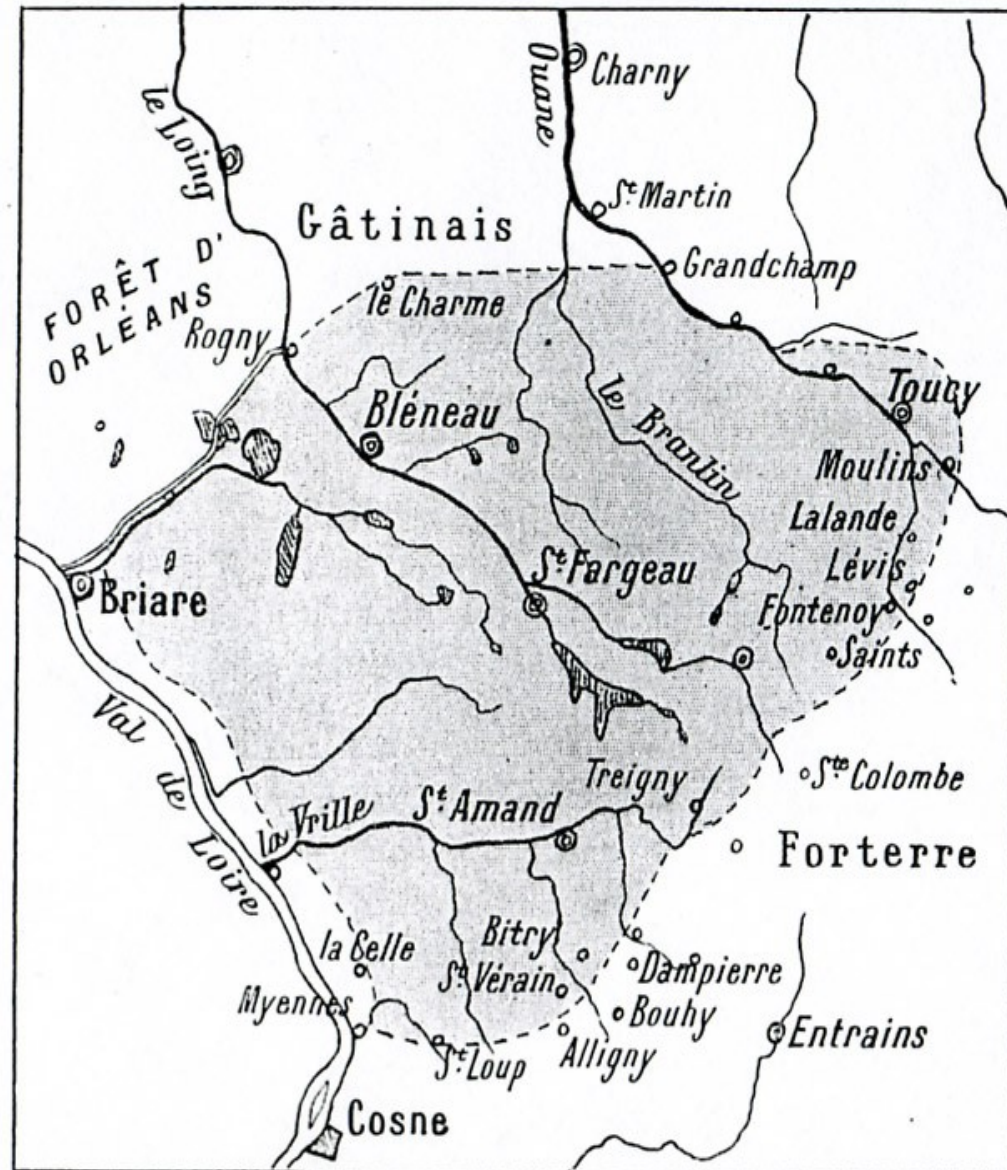 Charny
Ouane
le Loing
St. Martin
Gâtinais
Grandchamp
FORÊT D'
ORLÉANS
le Charme
Rogny
Toucy
Bléneau
le Brantin
Moulins
Lalande
St. Fargeau
Lévis
Briare
Fontenoy
Saints
Val de Loire
Treigny
Ste Colombe
la Vrille
St. Amand
Forterre
Bitry
la Celle
St. Vérain
Dampierre
Myennes
Bouhy
Entrains
St. Loup
Alligny
Cosne